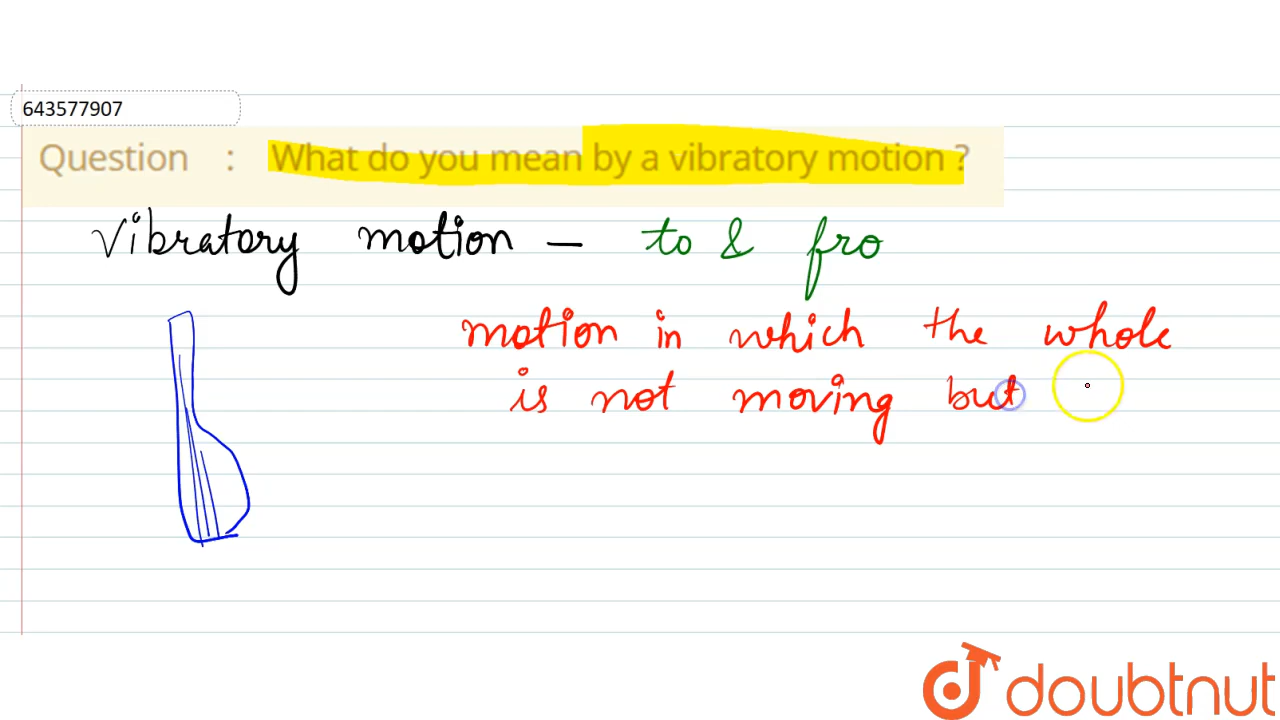 643577907
Question : What do you mean by a vibratory motion ?
Vibratory motion – to & fro
motion in which the whole
is not moving but
doubtnut